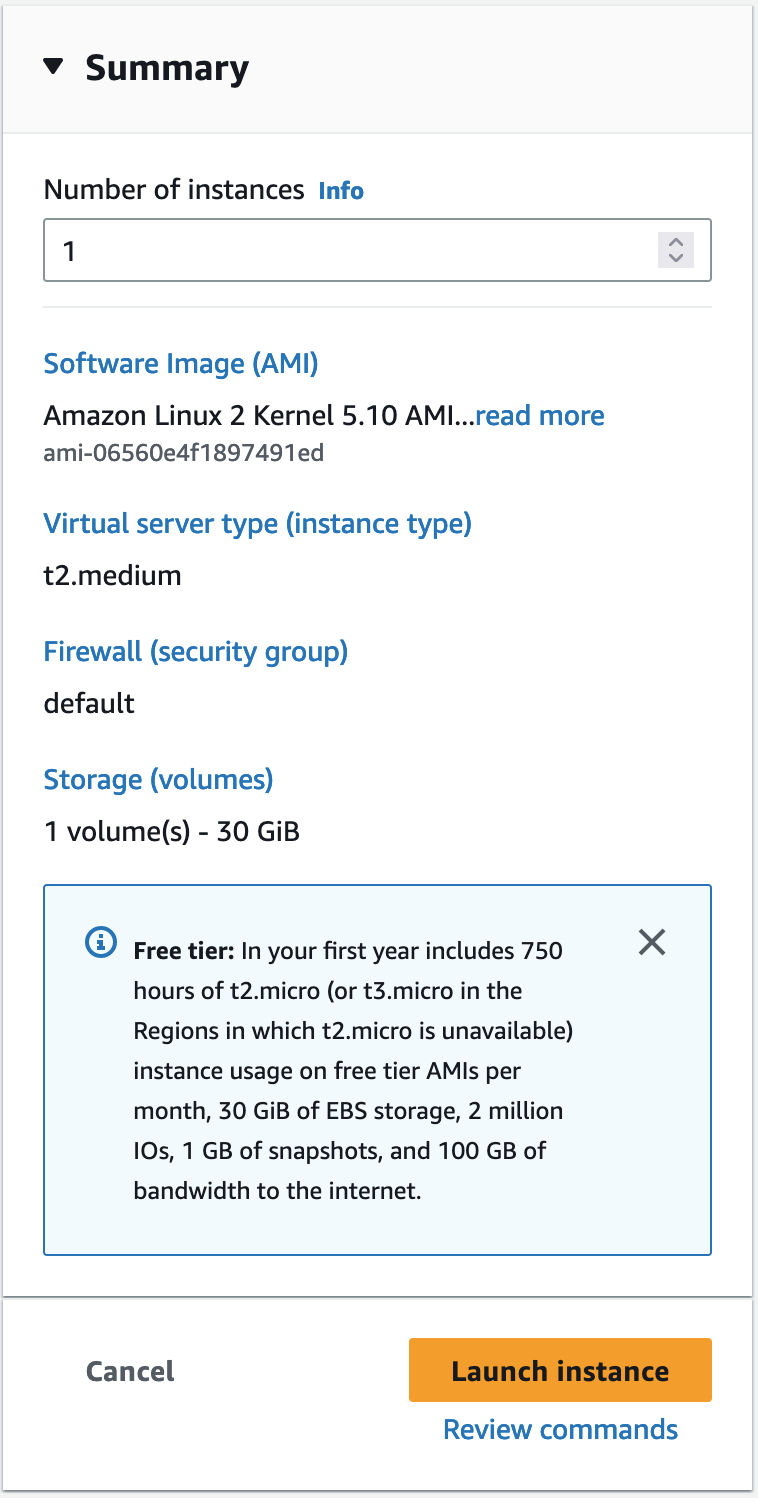 Summary
Number of instances Info
1
Software Image (AMI)
Amazon Linux 2 Kernel 5.10 AMI...read more
ami-06560e4f1897491ed
Virtual server type (instance type)
t2.medium
Firewall (security group)
default
Storage (volumes)
1 volume(s) - 30 GiB
Free tier: In your first year includes 750
hours of t2.micro (or t3.micro in the
Regions in which t2.micro is unavailable)
instance usage on free tier AMIs per
month, 30 GiB of EBS storage, 2 million
IOs, 1 GB of snapshots, and 100 GB of
bandwidth to the internet.
Cancel
Launch instance
Review commands